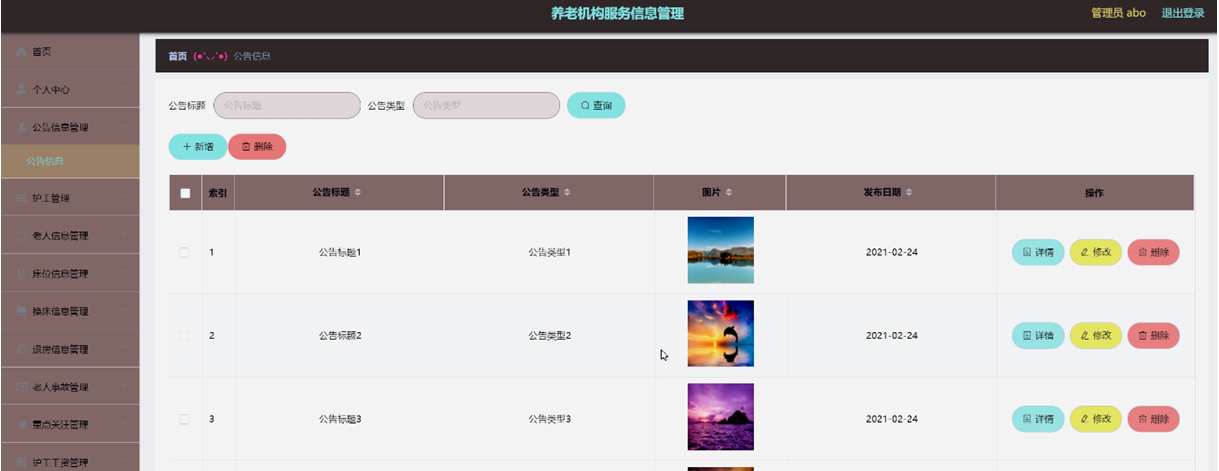 养老机构服务信息管理
管理员 abo 退出登录
首页
个人中心
公告信息管理
公告信息
护工管理
老人信息管理
床位信息管理
换床信息管理
退房信息管理
老人事故管理
重点关注管理
护工工资管理
首页 (●'◡'●) 公告信息
公告标题 公告标题 公告类型 公告类型 查询
新增 删除
索引 公告标题 公告类型 图片 发布日期 操作
1 公告标题1 公告类型1 2021-02-24 详情 修改 删除
2 公告标题2 公告类型2 2021-02-24 详情 修改 删除
3 公告标题3 公告类型3 2021-02-24 详情 修改 删除